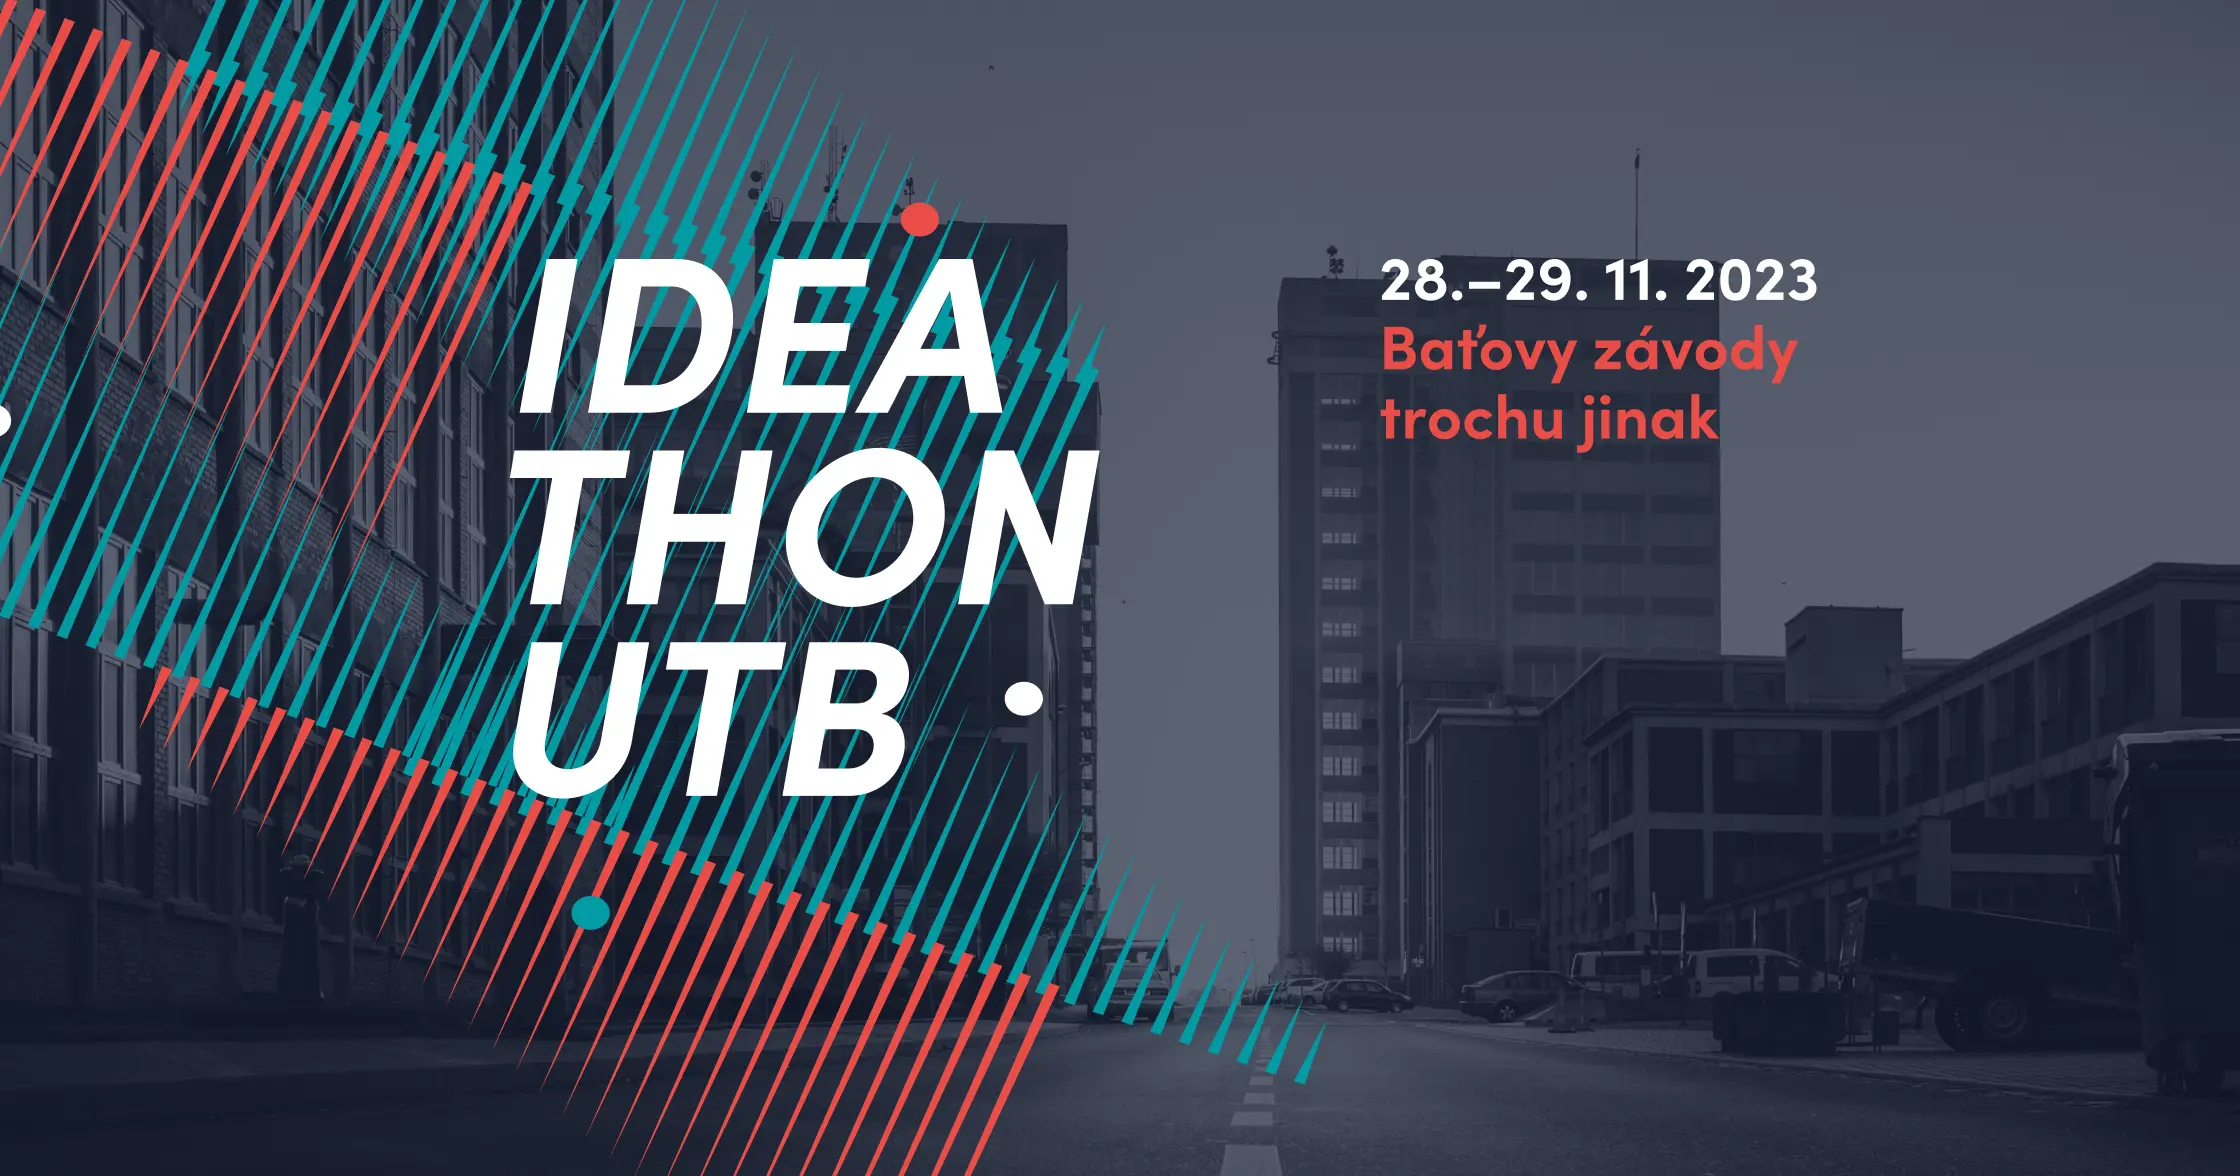 IDEA
THON
UTB
28.–29. 11. 2023
Baťovy závody
trochu jinak